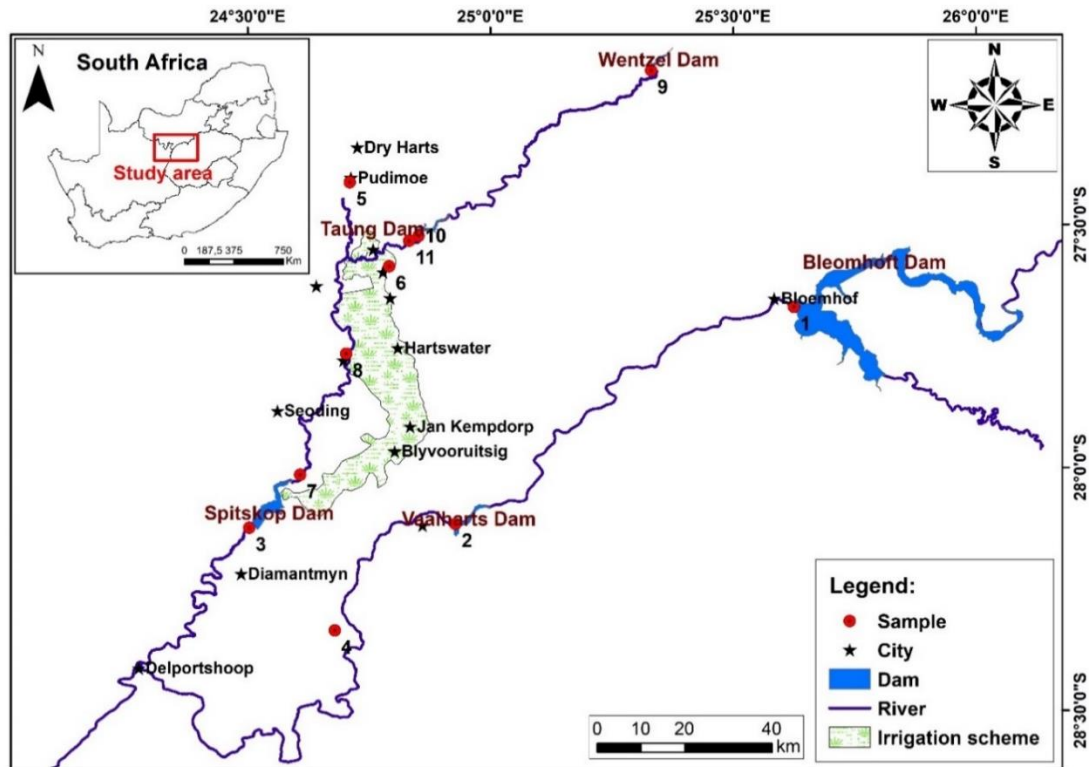 24°30'0"E
25°0'0"E
25°30'0"E
26°0'0"E
N
South Africa
Study area
0 187,5 375 750
Km
Wentzel Dam
9
N
W
E
S
Dry Harts
Pudimoe
5
Taung Dam
10
11
6
27°30'0"S
Bleomhoft Dam
Bloemhof
1
Hartswater
8
Seoding
Jan Kempdorp
Blyvooruitsig
28°0'0"S
7
Spitskop Dam
3
Vaalharts Dam
2
Diamantmyn
4
Delportshoop
28°30'0"S
Legend:
Sample
City
Dam
River
Irrigation scheme
0 10 20 40
km